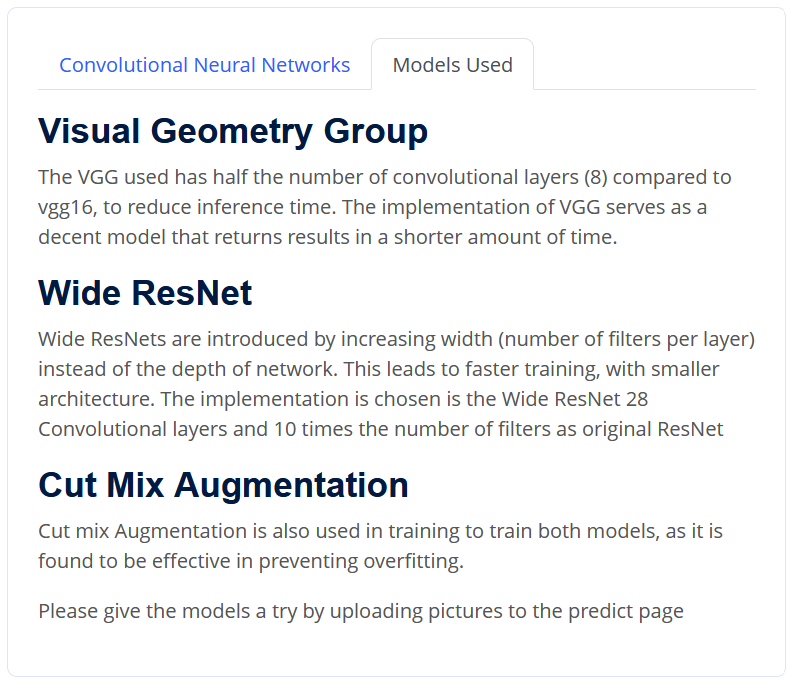 Convolutional Neural Networks
Models Used
Visual Geometry Group
The VGG used has half the number of convolutional layers (8) compared to
vgg16, to reduce inference time. The implementation of VGG serves as a
decent model that returns results in a shorter amount of time.
Wide ResNet
Wide ResNets are introduced by increasing width (number of filters per layer)
instead of the depth of network. This leads to faster training, with smaller
architecture. The implementation is chosen is the Wide ResNet 28
Convolutional layers and 10 times the number of filters as original ResNet
Cut Mix Augmentation
Cut mix Augmentation is also used in training to train both models, as it is
found to be effective in preventing overfitting.
Please give the models a try by uploading pictures to the predict page